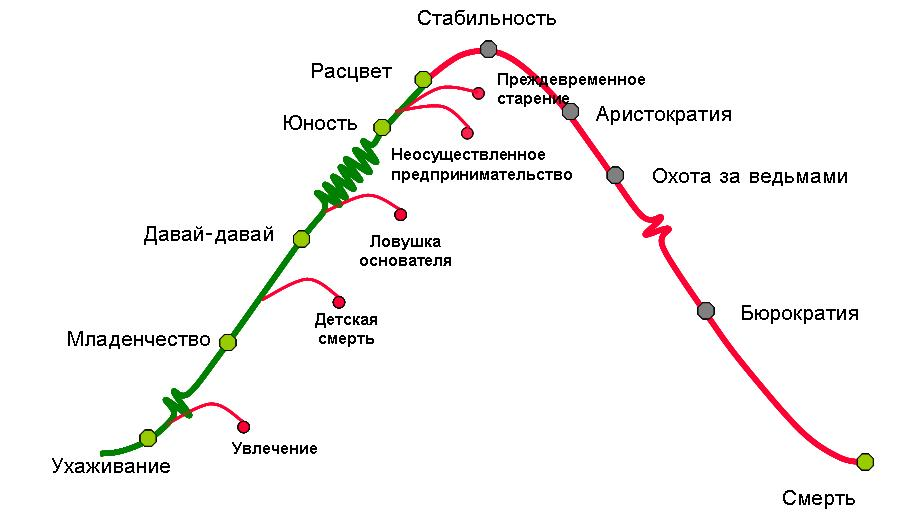 Стабильность
Расцвет
Преждевременное
старение
Аристократия
Юность
Неосуществленное
предпринимательство
Охота за ведьмами
Давай-давай
Ловушка
основателя
Детская
смерть
Бюрократия
Младенчество
Увлечение
Ухаживание
Смерть